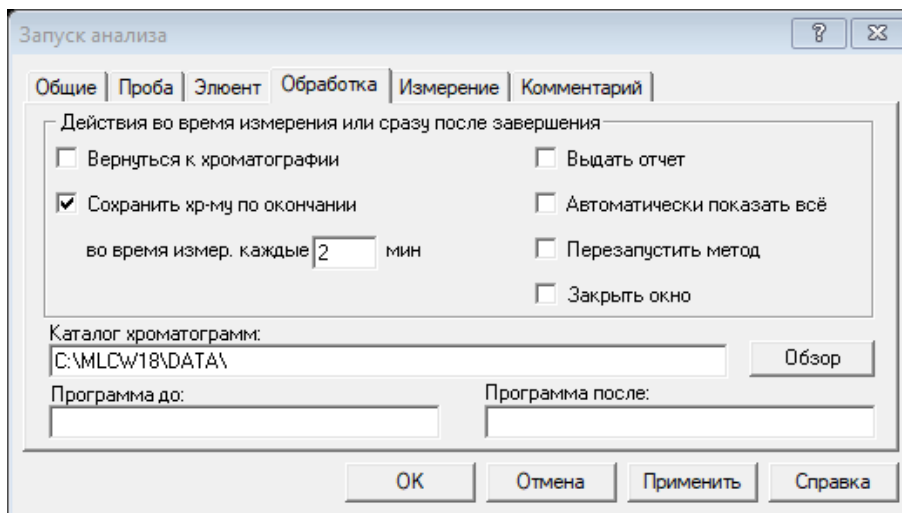 Запуск анализа
Общие Проба Элюент Обработка Измерение Комментарий
Действия во время измерения или сразу после завершения
Вернуться к хроматографии Выдать отчет
Сохранить хр-му по окончании Автоматически показать всё
во время измер. каждые 2 мин Перезапустить метод
Закрыть окно
Каталог хроматограмм:
C:\MLCW18\DATA\ Обзор
Программа до: Программа после:
OK Отмена Применить Справка